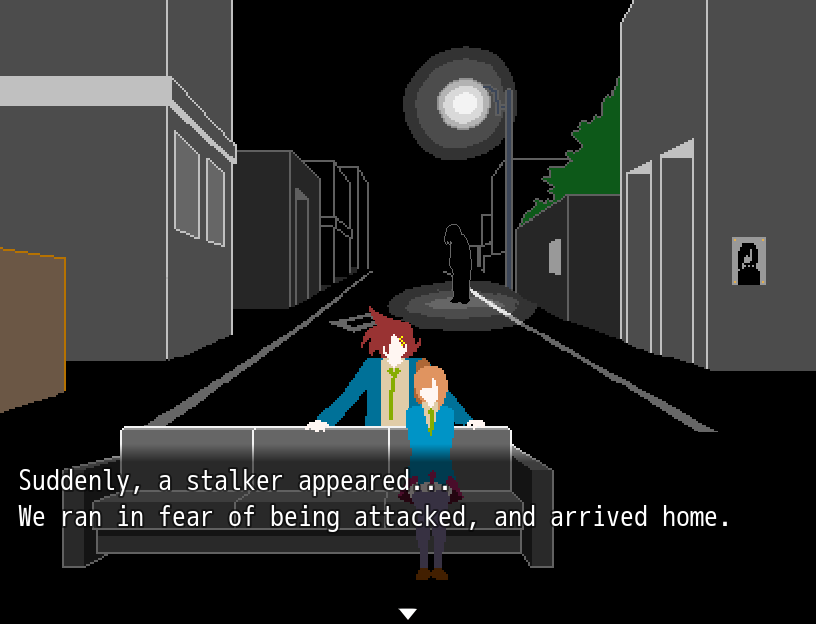 Suddenly, a stalker appeared...
We ran in fear of being attacked, and arrived home.